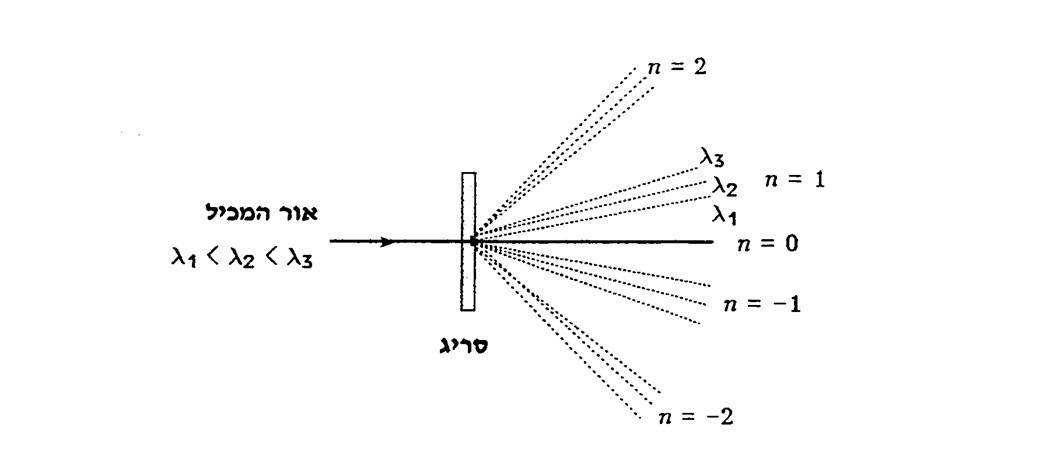 n = 2
λ3
λ2
n = 1
λ1
אור המכיל
n = 0
λ1 < λ2 < λ3
n = −1
סריג
n = −2